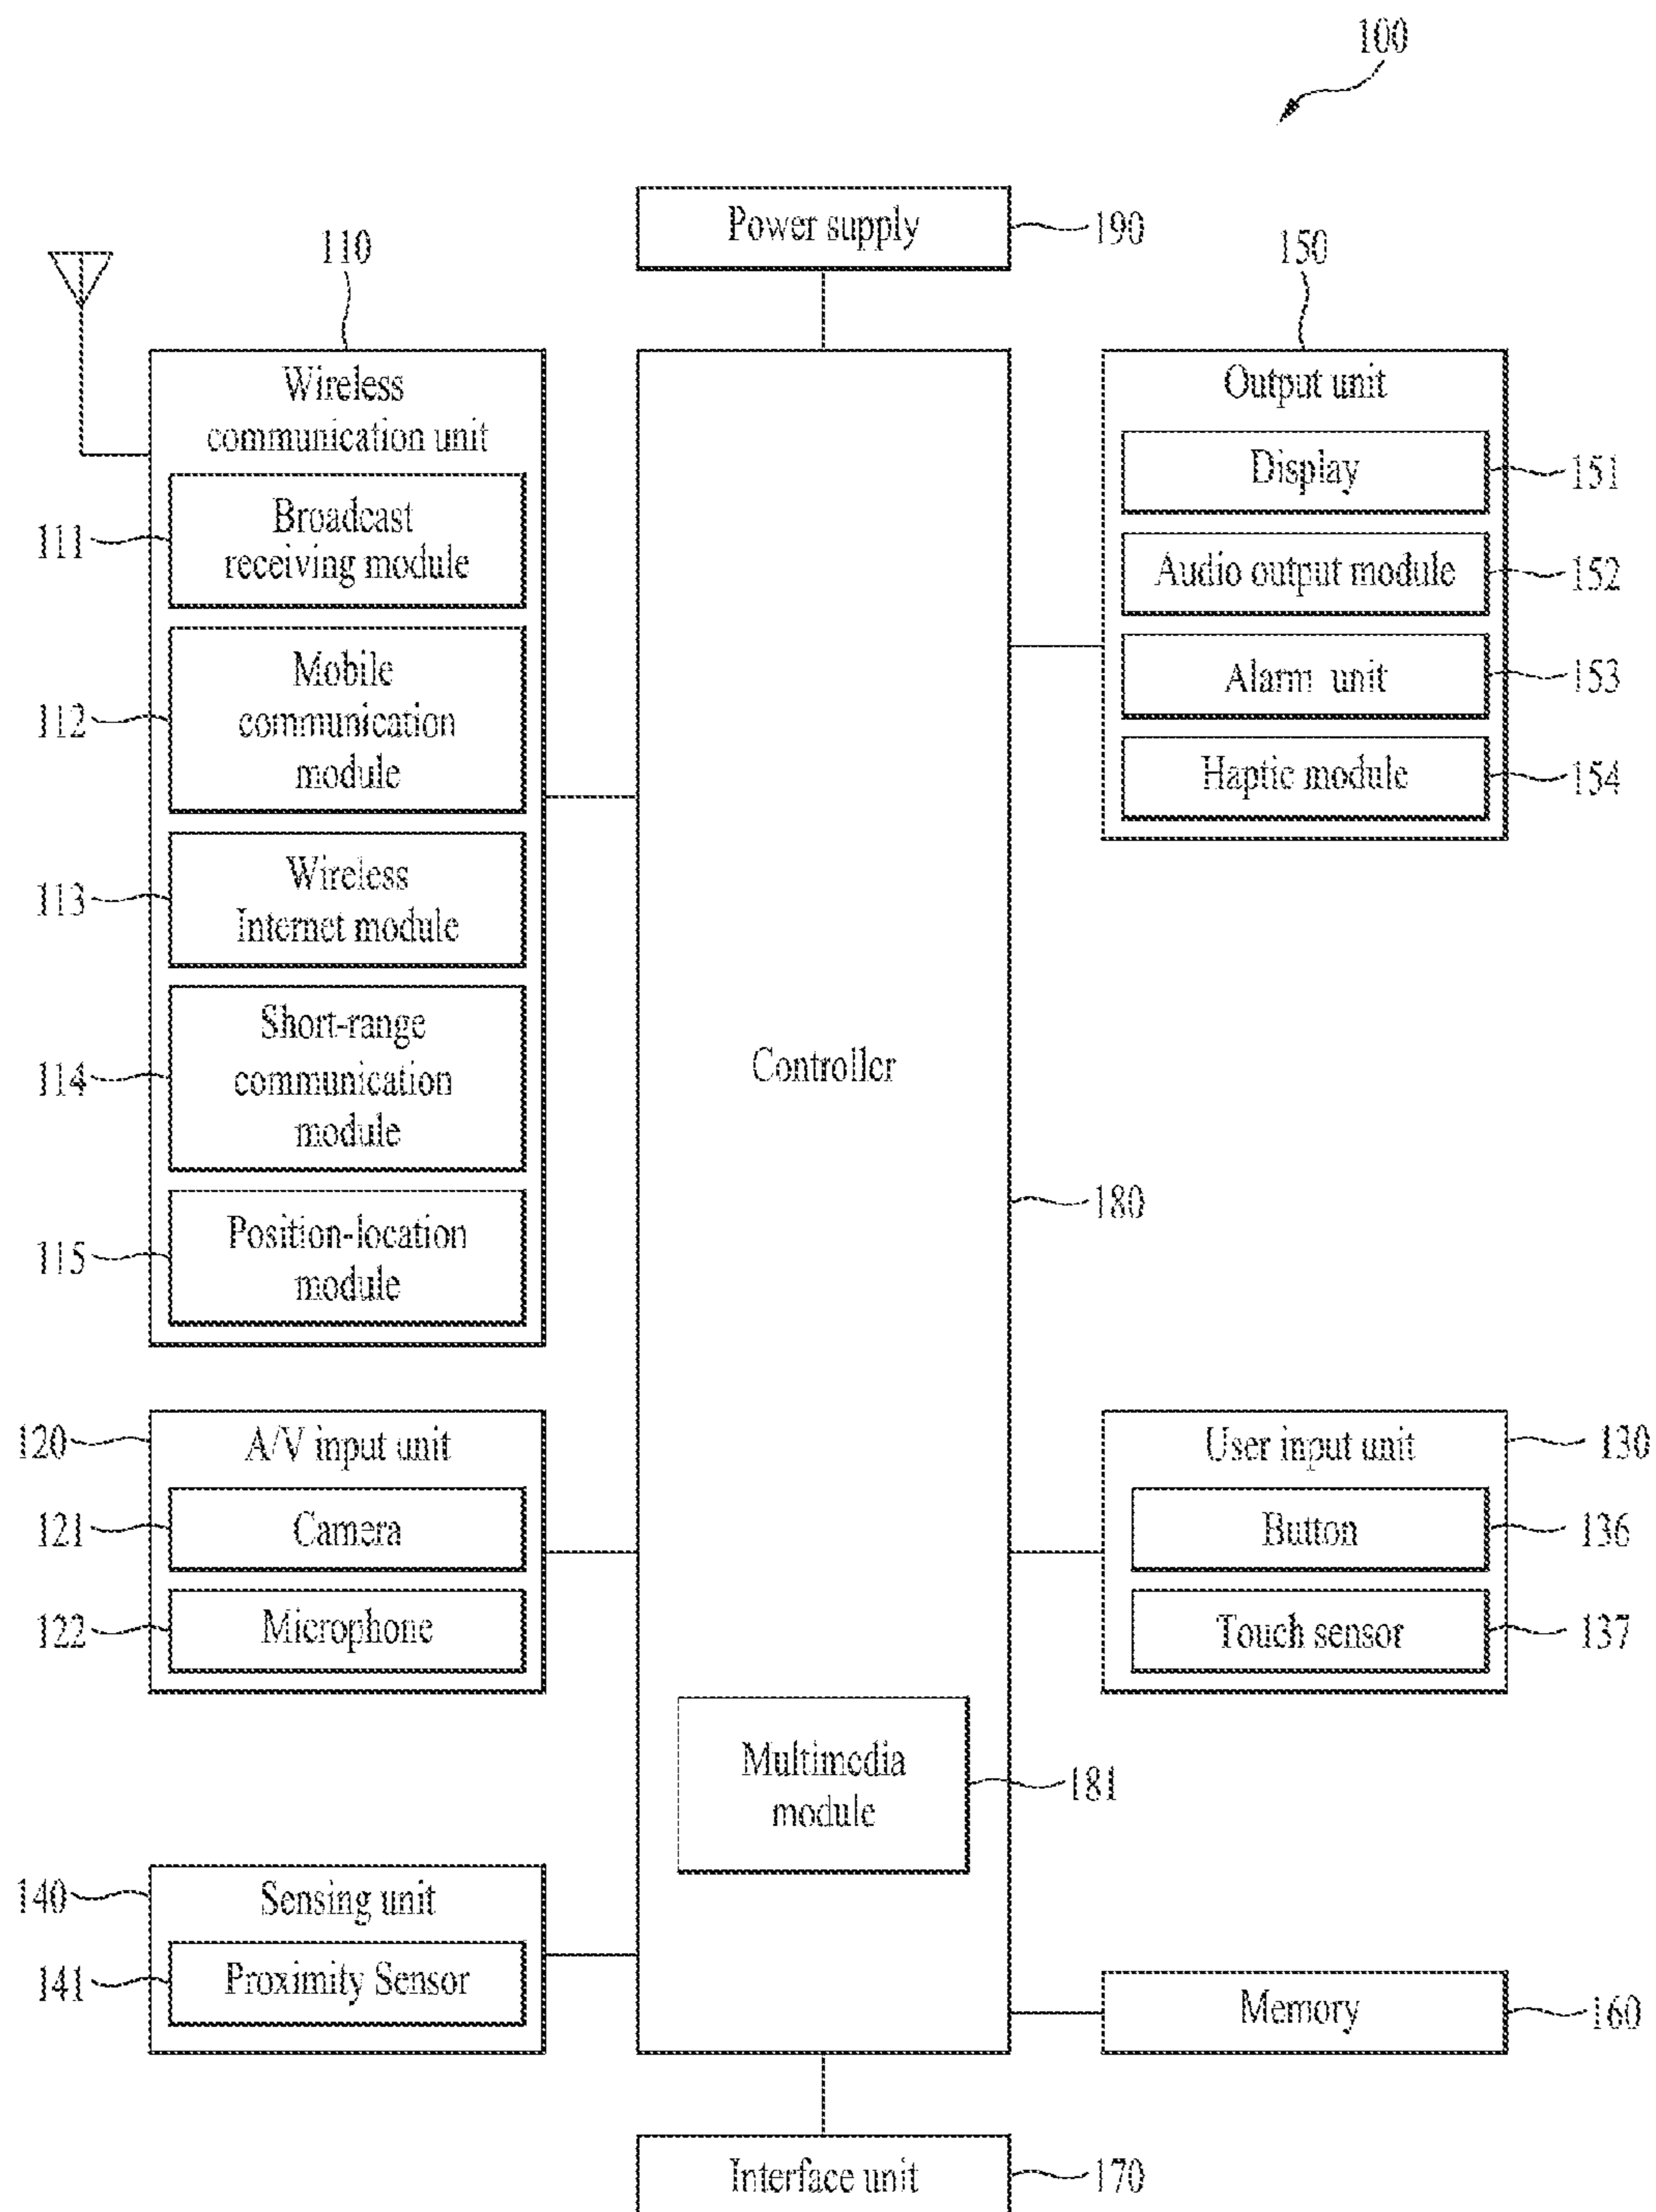 100
Power supply
190
110
150
Wireless
communication unit
Broadcast
receiving module
111
Mobile
communication
module
112
Wireless
Internet module
113
Short-range
communication
module
114
Position-location
module
115
Output unit
Display
151
Audio output module
152
Alarm unit
153
Haptic module
154
Controller
180
120
A/V input unit
121
Camera
122
Microphone
User input unit
130
Button
136
Touch sensor
137
Multimedia
module
181
140
Sensing unit
141
Proximity Sensor
Memory
160
Interface unit
170